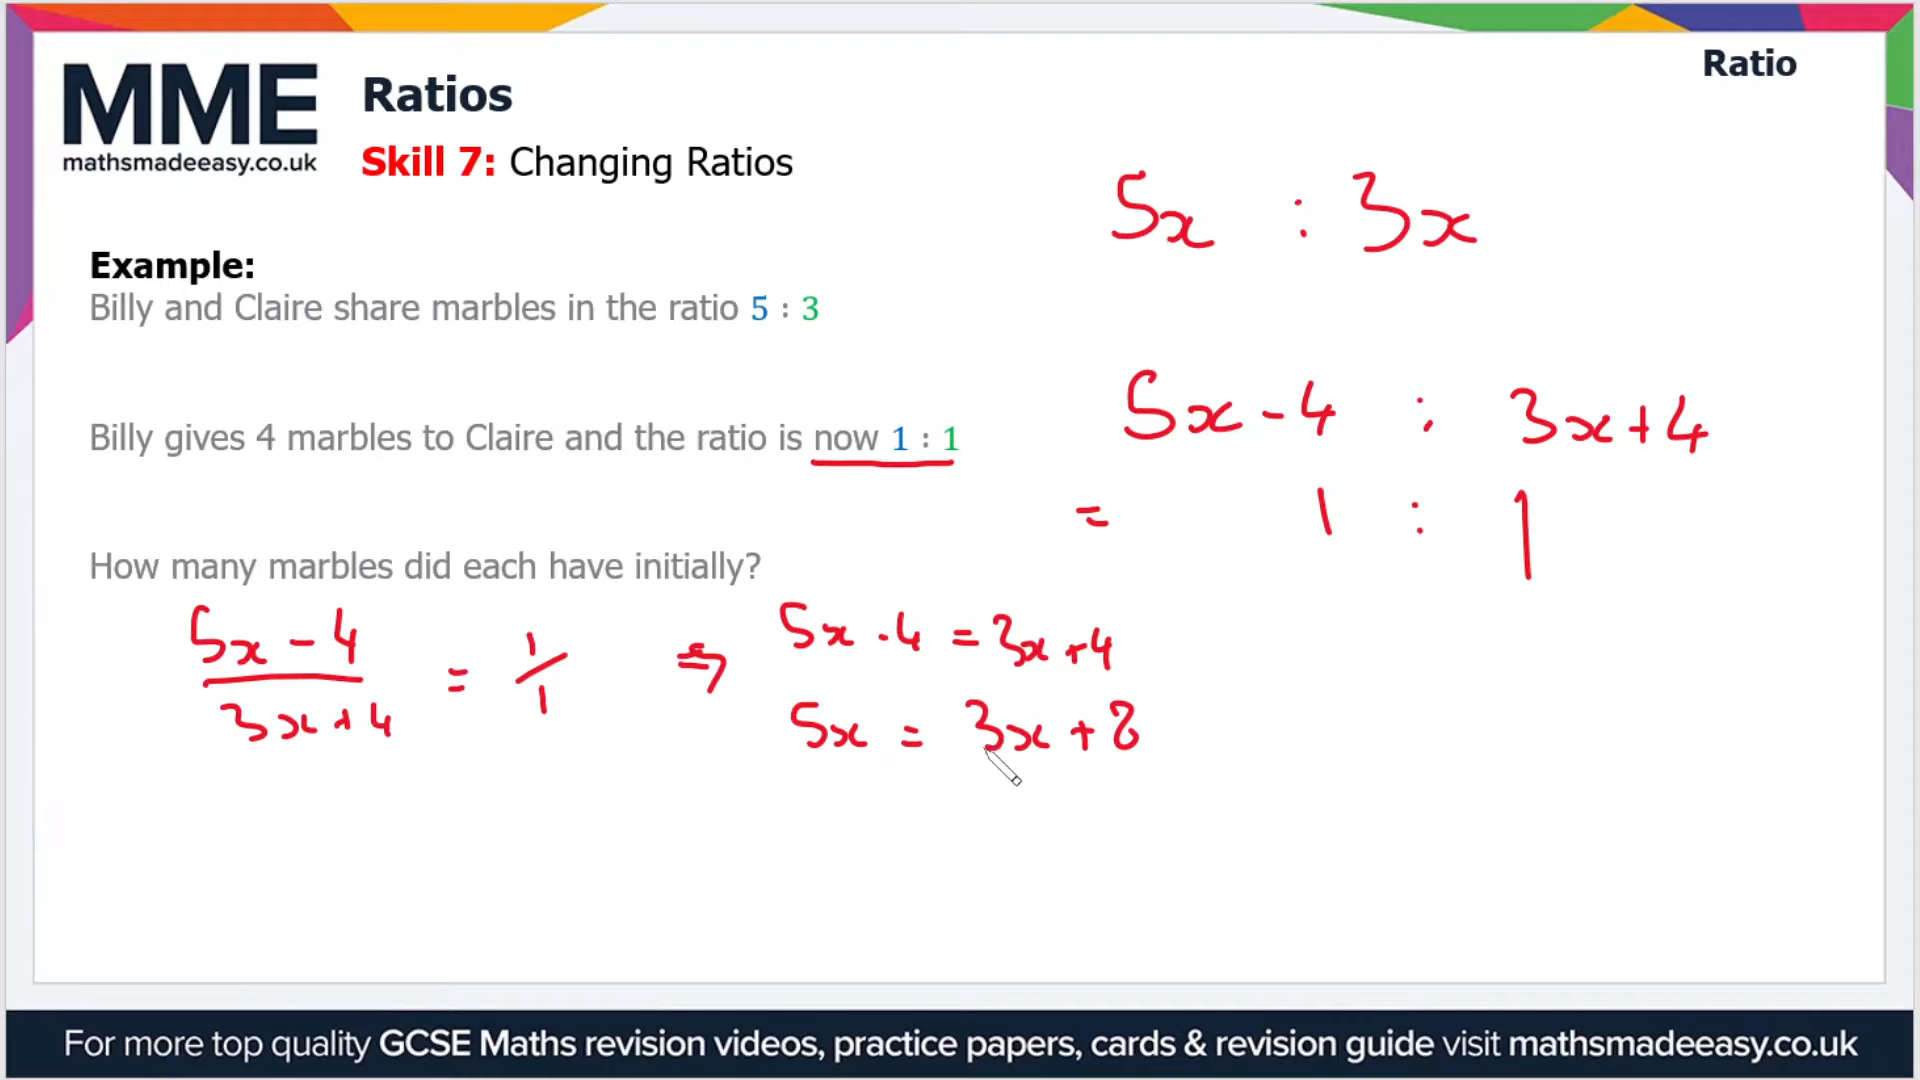 MME
mathsmadeeasy.co.uk
Ratios
Ratio
Skill 7: Changing Ratios
5x : 3x
Example:
Billy and Claire share marbles in the ratio 5 : 3
5x - 4 : 3x + 4
Billy gives 4 marbles to Claire and the ratio is now 1 : 1
= 1 : 1
How many marbles did each have initially?
5x - 4
3x + 4
= 1/1
⇒ 5x - 4 = 3x + 4
5x = 3x + 8
For more top quality GCSE Maths revision videos, practice papers, cards & revision guide visit mathsmadeeasy.co.uk